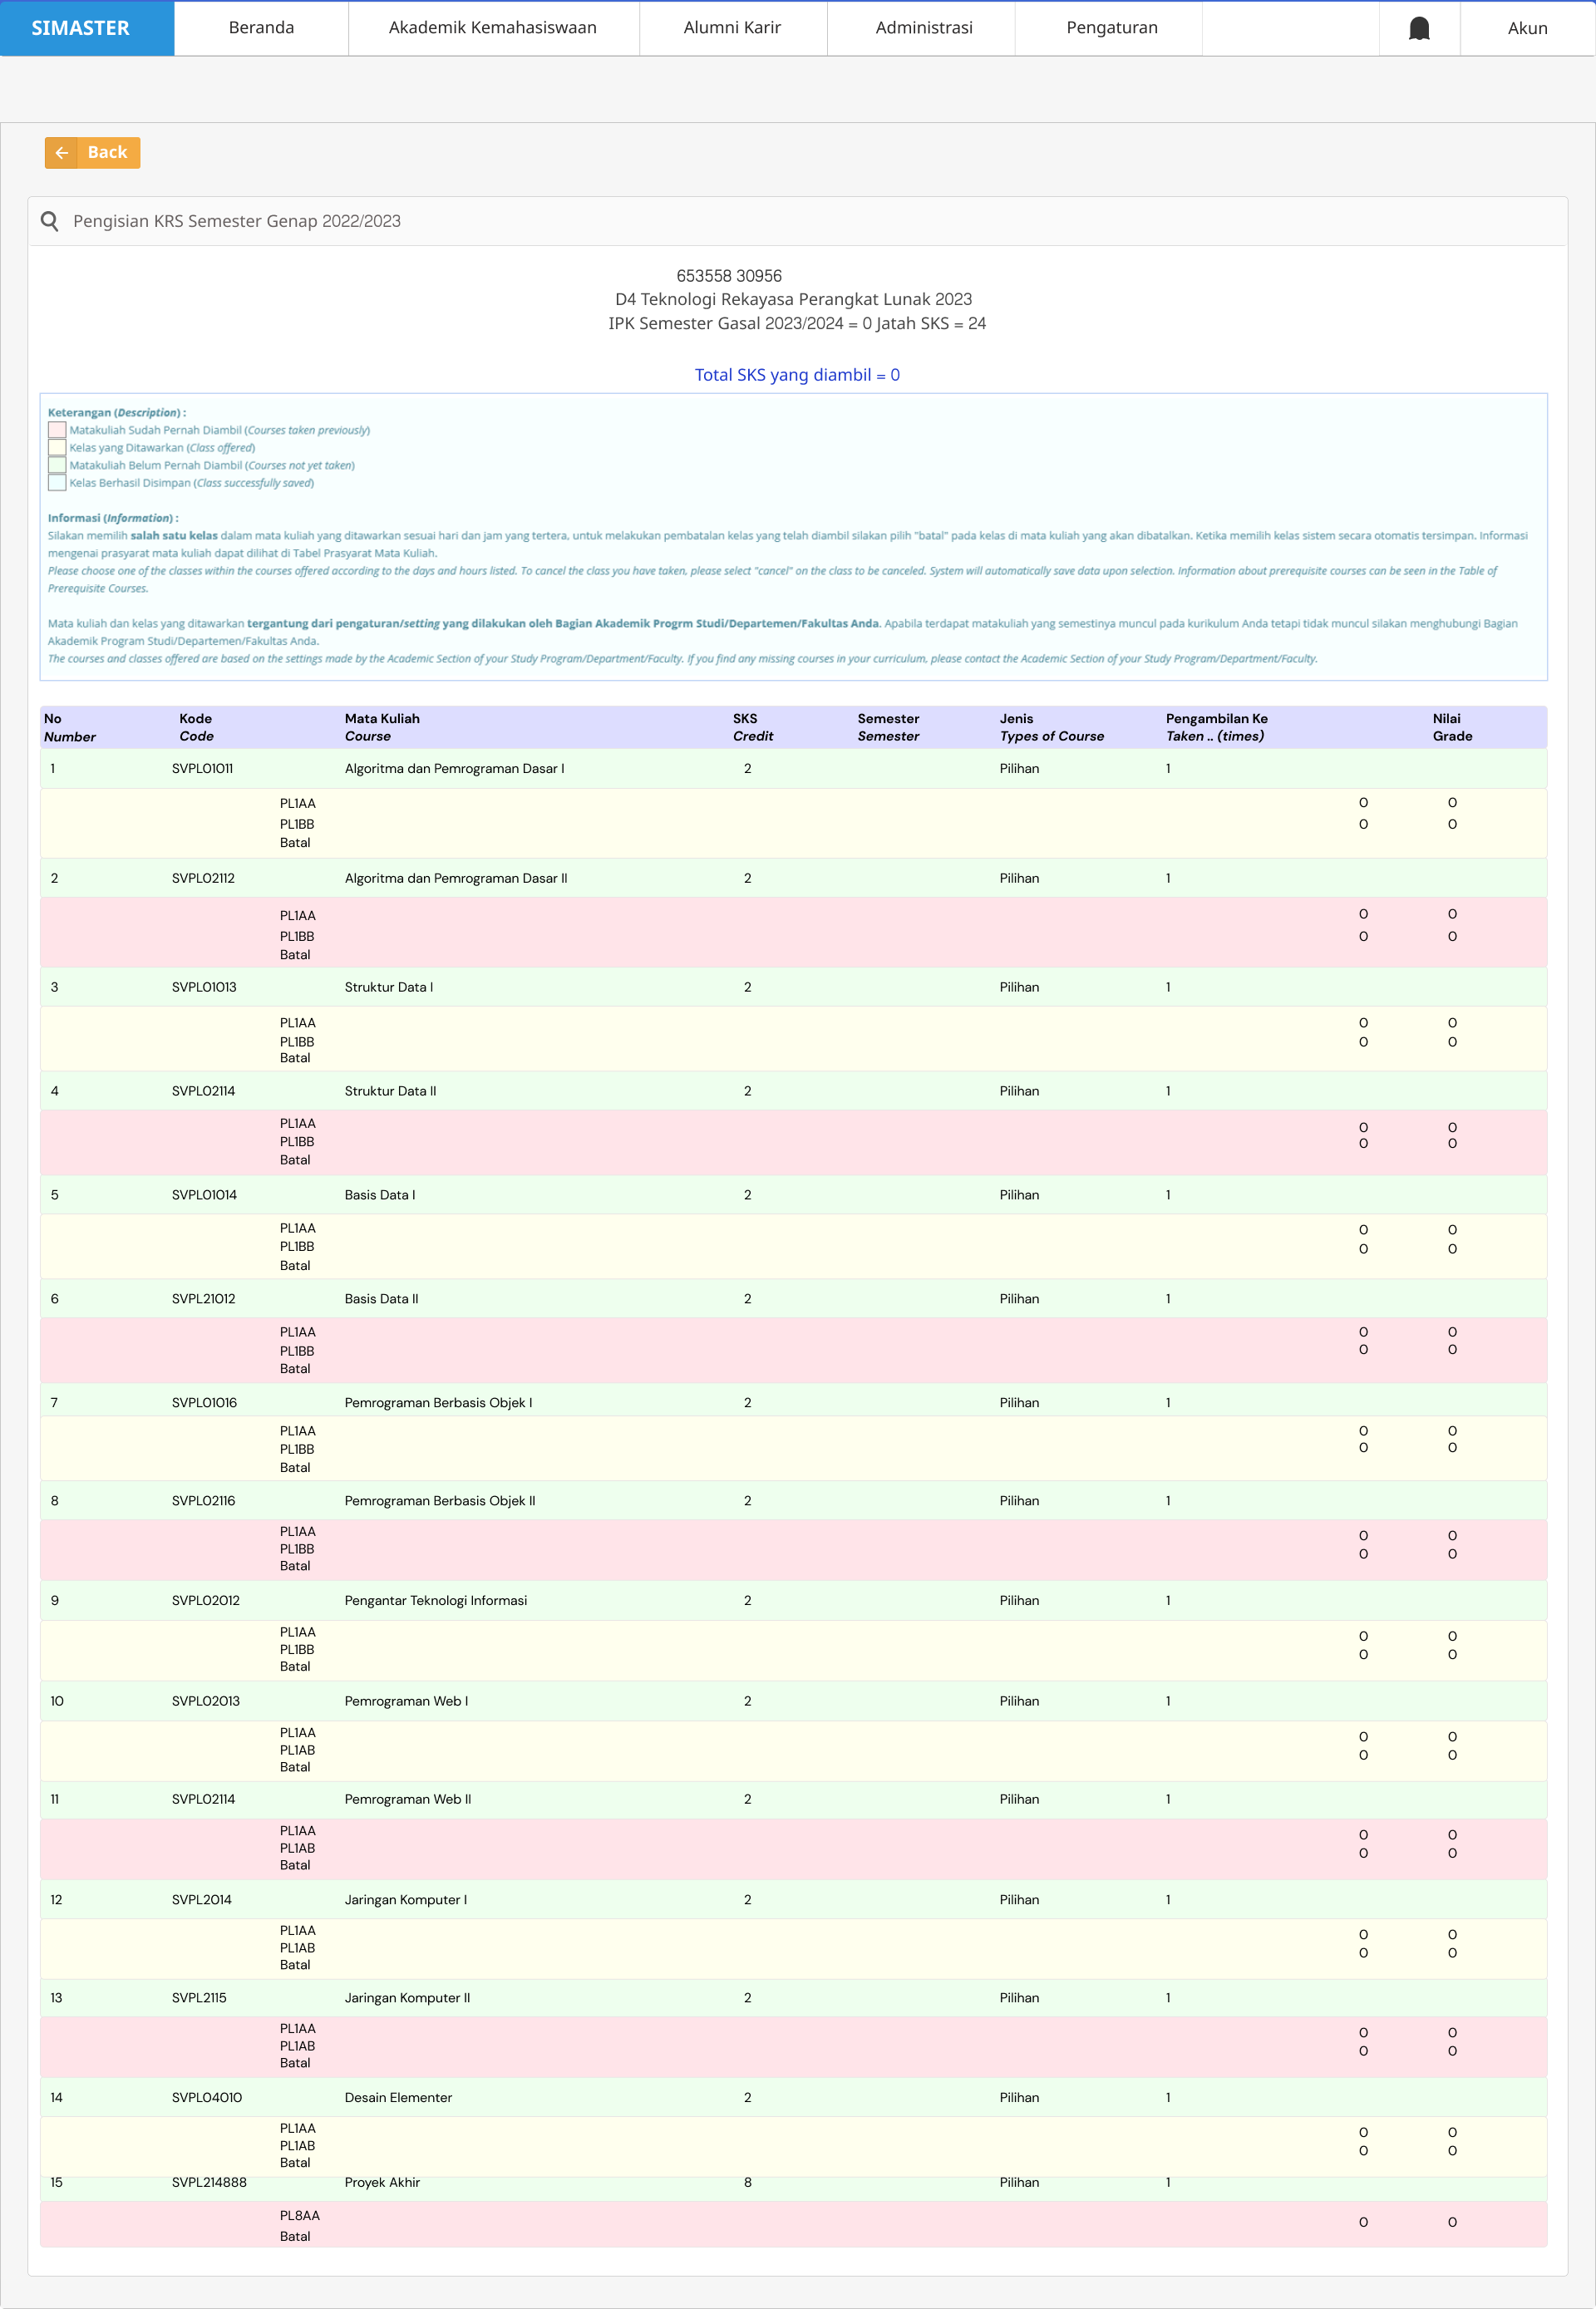 SIMASTER Beranda Akademik Kemahasiswaan Alumni Karir Administrasi Pengaturan Akun
Back
Pengisian KRS Semester Genap 2022/2023
653558 30956
D4 Teknologi Rekayasa Perangkat Lunak 2023
IPK Semester Gasal 2023/2024 = 0 Jatah SKS = 24
Total SKS yang diambil = 0
Keterangan (Description) :
Matakuliah Sudah Pernah Diambil (Courses taken previously)
Kelas yang Ditawarkan (Class offered)
Matakuliah Belum Pernah Diambil (Courses not yet taken)
Kelas Berhasil Disimpan (Class successfully saved)
Informasi (Information) :
Silakan memilih salah satu kelas dalam mata kuliah yang ditawarkan sesuai hari dan jam yang tertera, untuk melakukan pembatalan kelas yang telah diambil silakan pilih "batal" pada kelas di mata kuliah yang akan dibatalkan. Ketika memilih kelas sistem secara otomatis tersimpan. Informasi
mengenai prasyarat mata kuliah dapat dilihat di Tabel Prasyarat Mata Kuliah.
Please choose one of the classes within the courses offered according to the days and hours listed. To cancel the class you have taken, please select "cancel" on the class to be canceled. System will automatically save data upon selection. Information about prerequisite courses can be seen in the Table of
Prerequisite Courses.
Mata kuliah dan kelas yang ditawarkan tergantung dari pengaturan/setting yang dilakukan oleh Bagian Akademik Progrm Studi/Departemen/Fakultas Anda. Apabila terdapat matakuliah yang semestinya muncul pada kurikulum Anda tetapi tidak muncul silakan menghubungi Bagian
Akademik Program Studi/Departemen/Fakultas Anda.
The courses and classes offered are based on the settings made by the Academic Section of your Study Program/Department/Faculty. If you find any missing courses in your curriculum, please contact the Academic Section of your Study Program/Department/Faculty.
No Kode Mata Kuliah SKS Semester Jenis Pengambilan Ke Nilai
Number Code Course Credit Semester Types of Course Taken .. (times) Grade
1 SVPL01011 Algoritma dan Pemrograman Dasar I 2 Pilihan 1
PL1AA 0 0
PL1BB 0 0
Batal
2 SVPL02112 Algoritma dan Pemrograman Dasar II 2 Pilihan 1
PL1AA 0 0
PL1BB 0 0
Batal
3 SVPL01013 Struktur Data I 2 Pilihan 1
PL1AA 0 0
PL1BB 0 0
Batal
4 SVPL02114 Struktur Data II 2 Pilihan 1
PL1AA 0 0
PL1BB 0 0
Batal
5 SVPL01014 Basis Data I 2 Pilihan 1
PL1AA 0 0
PL1BB 0 0
Batal
6 SVPL21012 Basis Data II 2 Pilihan 1
PL1AA 0 0
PL1BB 0 0
Batal
7 SVPL01016 Pemrograman Berbasis Objek I 2 Pilihan 1
PL1AA 0 0
PL1BB 0 0
Batal
8 SVPL02116 Pemrograman Berbasis Objek II 2 Pilihan 1
PL1AA 0 0
PL1BB 0 0
Batal
9 SVPL02012 Pengantar Teknologi Informasi 2 Pilihan 1
PL1AA 0 0
PL1BB 0 0
Batal
10 SVPL02013 Pemrograman Web I 2 Pilihan 1
PL1AA 0 0
PL1AB 0 0
Batal
11 SVPL02114 Pemrograman Web II 2 Pilihan 1
PL1AA 0 0
PL1AB 0 0
Batal
12 SVPL2014 Jaringan Komputer I 2 Pilihan 1
PL1AA 0 0
PL1AB 0 0
Batal
13 SVPL2115 Jaringan Komputer II 2 Pilihan 1
PL1AA 0 0
PL1AB 0 0
Batal
14 SVPL04010 Desain Elementer 2 Pilihan 1
PL1AA 0 0
PL1AB 0 0
Batal
15 SVPL214888 Proyek Akhir 8 Pilihan 1
PL8AA 0 0
Batal